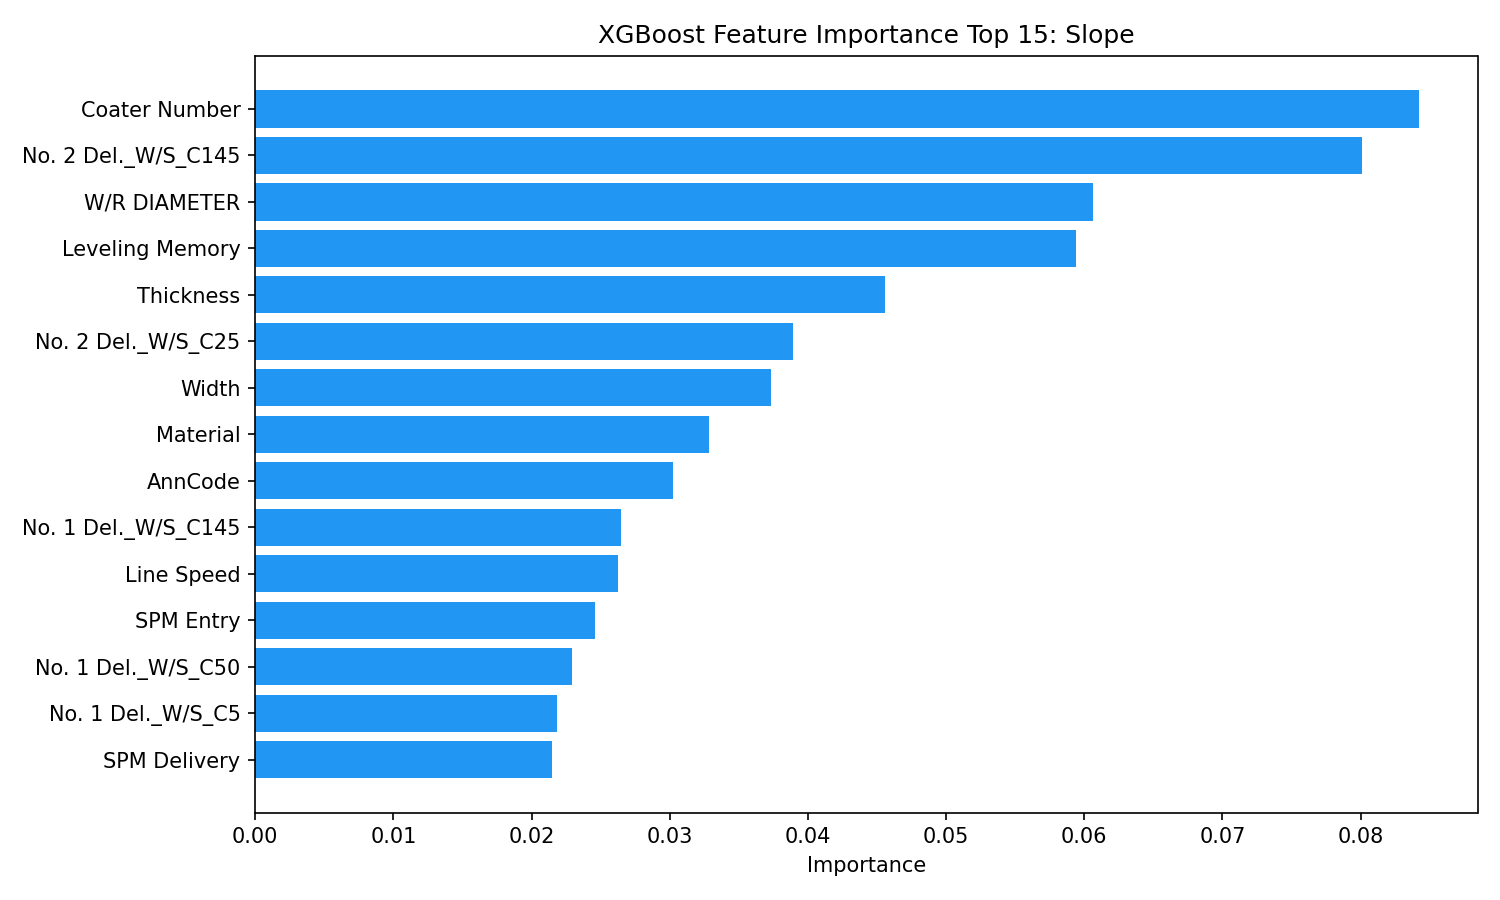 XGBoost Feature Importance Top 15: Slope
Coater Number
No. 2 Del._W/S_C145
W/R DIAMETER
Leveling Memory
Thickness
No. 2 Del._W/S_C25
Width
Material
AnnCode
No. 1 Del._W/S_C145
Line Speed
SPM Entry
No. 1 Del._W/S_C50
No. 1 Del._W/S_C5
SPM Delivery
0.00 0.01 0.02 0.03 0.04 0.05 0.06 0.07 0.08
Importance